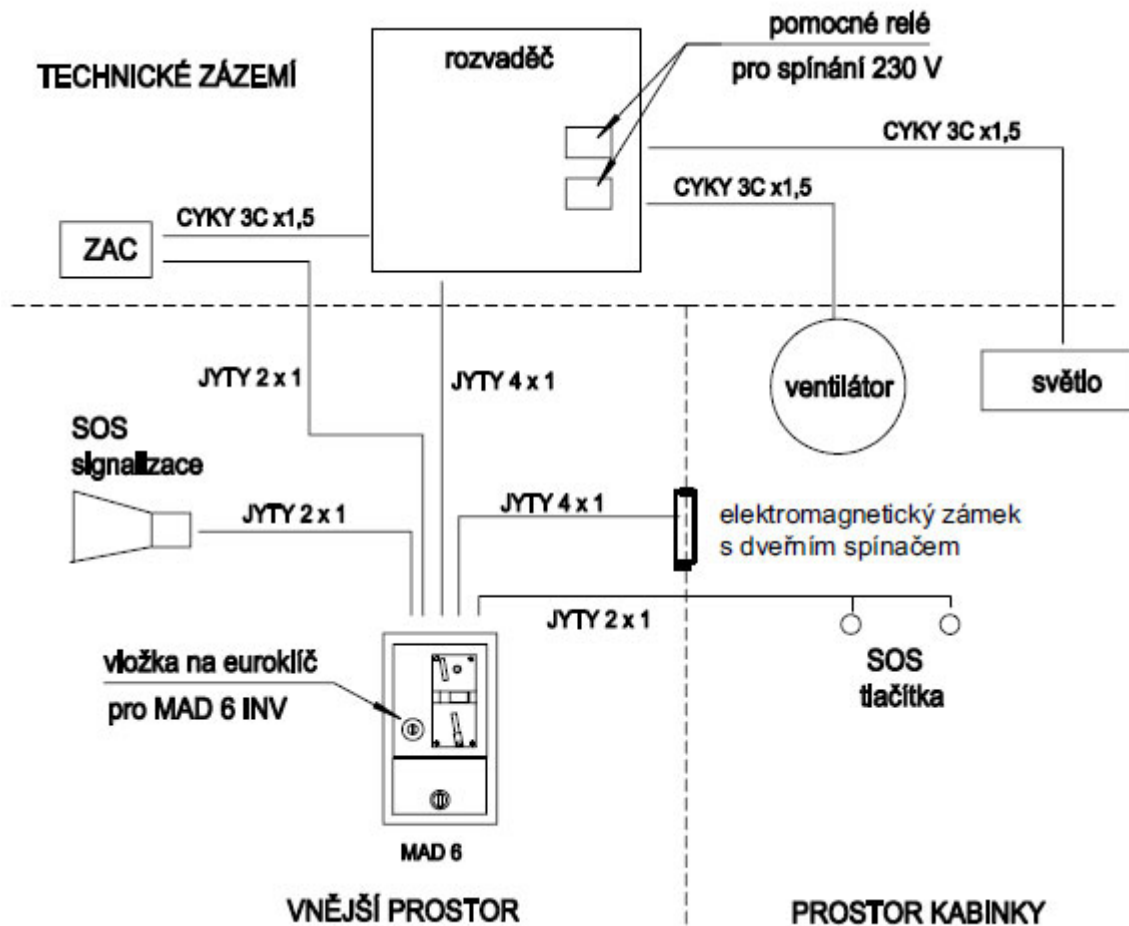 TECHNICKÉ ZÁZEMÍ
rozvaděč
pomocné relé
pro spínání 230 V
CYKY 3C x1,5
CYKY 3C x1,5
CYKY 3C x1,5
ZAC
JYTY 2 x 1
JYTY 4 x 1
ventilátor
světlo
SOS
signalizace
JYTY 2 x 1
JYTY 4 x 1
elektromagnetický zámek
s dveřním spínačem
JYTY 2 x 1
SOS
tlačítka
vložka na euroklíč
pro MAD 6 INV
MAD 6
VNĚJŠÍ PROSTOR
PROSTOR KABINKY